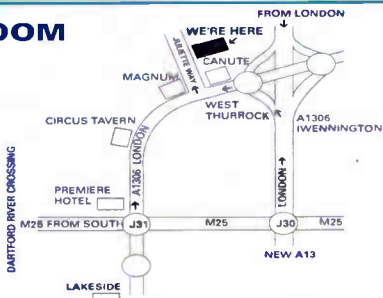 OOM
FROM LONDON
WE'RE HERE
JULIETTE WAY
CANUTE
MAGNUM
WEST
THURROCK
A1306
(WENNINGTON
CIRCUS TAVERN
A1306 LONDON
LONDON
DARTFORD RIVER CROSSING
PREMIERE
HOTEL
M25 FROM SOUTH
J31
M25
J30
M25
NEW A13
LAKESIDE